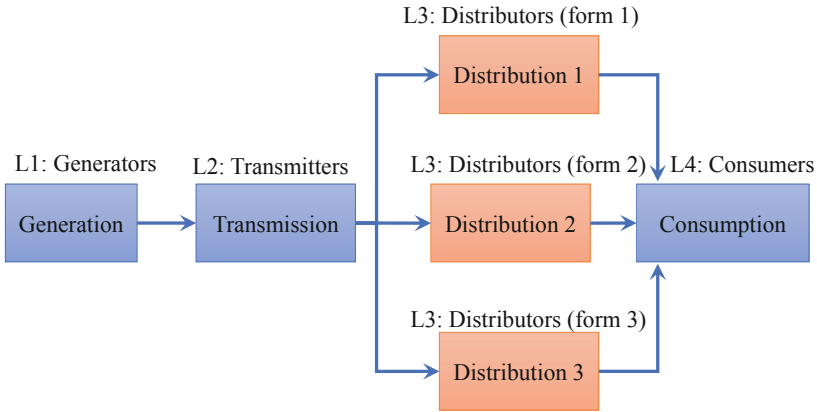 L3: Distributors (form 1)
Distribution 1
L1: Generators
L2: Transmitters
L3: Distributors (form 2)
L4: Consumers
Generation
Transmission
Distribution 2
Consumption
L3: Distributors (form 3)
Distribution 3